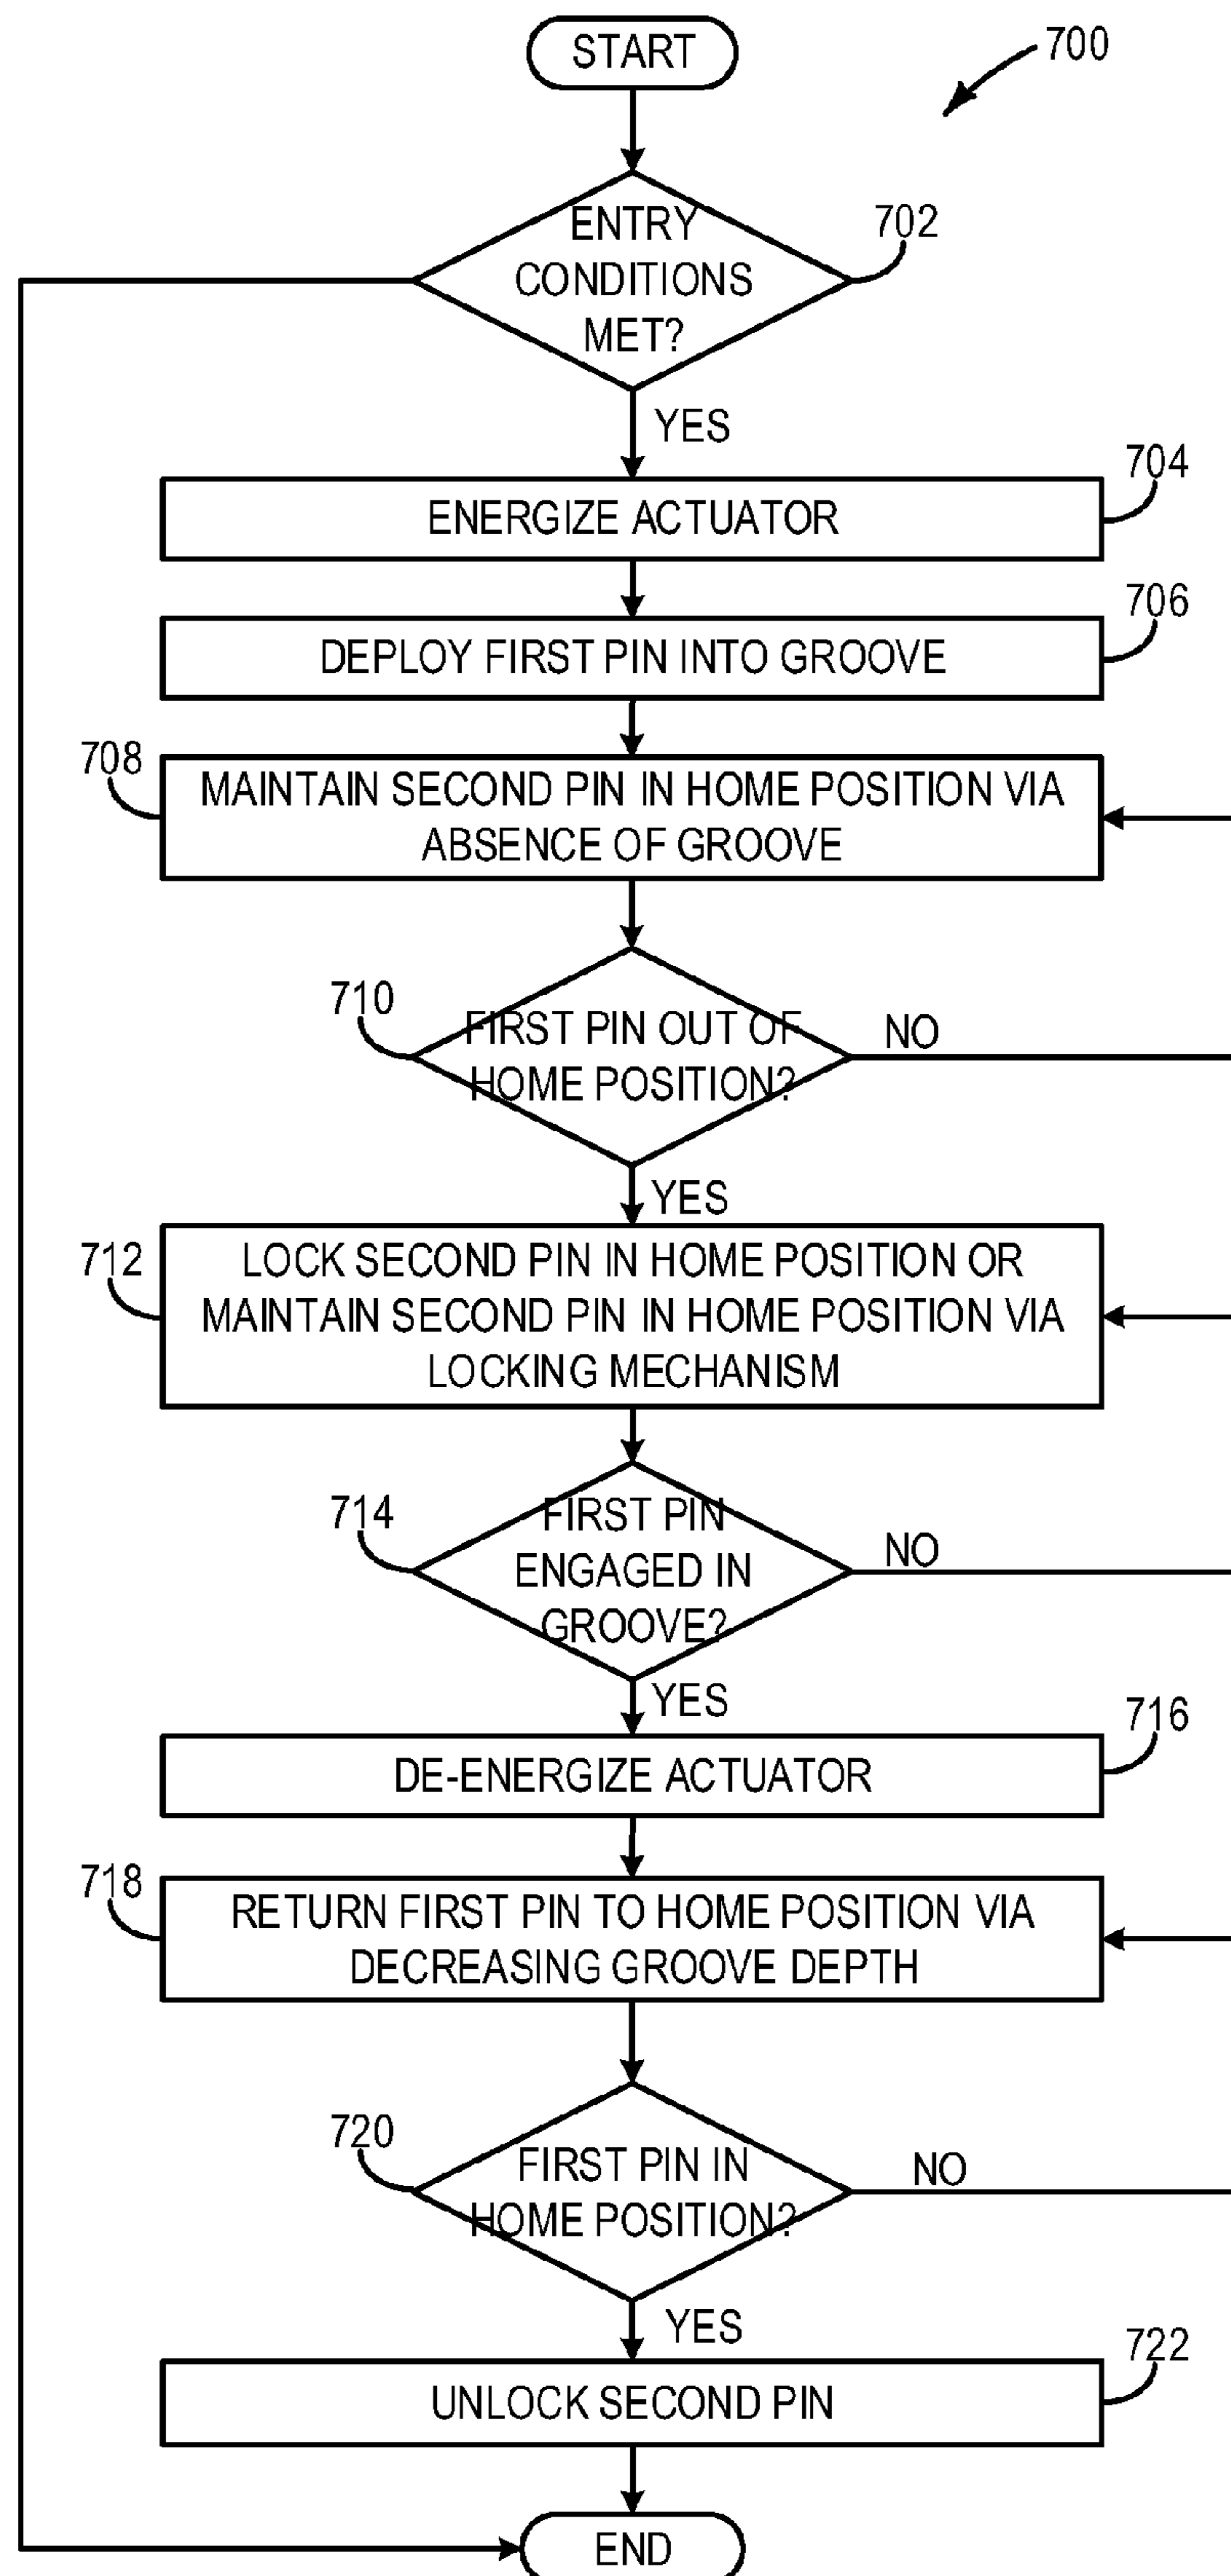 START
700
ENTRY
CONDITIONS
MET?
702
YES
704
ENERGIZE ACTUATOR
706
DEPLOY FIRST PIN INTO GROOVE
708
MAINTAIN SECOND PIN IN HOME POSITION VIA
ABSENCE OF GROOVE
710
FIRST PIN OUT OF
HOME POSITION?
NO
YES
712
LOCK SECOND PIN IN HOME POSITION OR
MAINTAIN SECOND PIN IN HOME POSITION VIA
LOCKING MECHANISM
714
FIRST PIN
ENGAGED IN
GROOVE?
NO
YES
716
DE-ENERGIZE ACTUATOR
718
RETURN FIRST PIN TO HOME POSITION VIA
DECREASING GROOVE DEPTH
720
FIRST PIN IN
HOME POSITION?
NO
YES
722
UNLOCK SECOND PIN
END